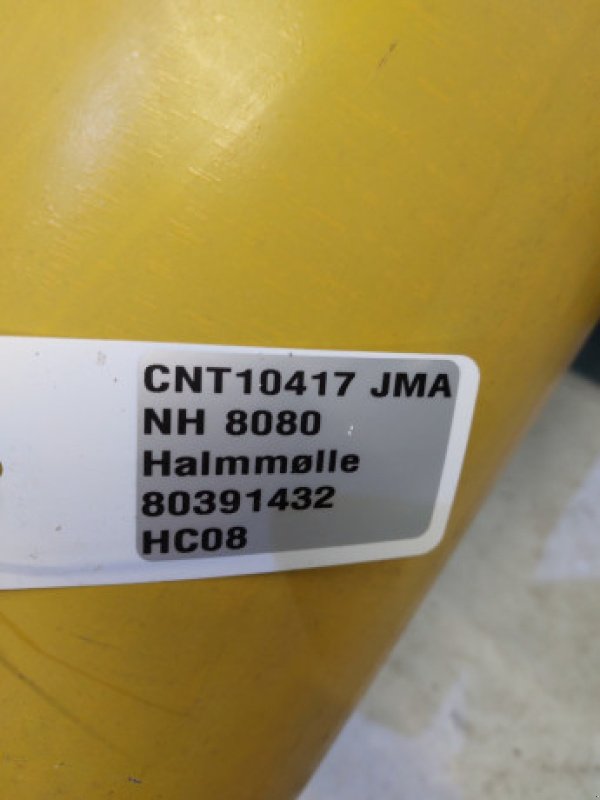 CNT10417 JMA
NH 8080
Halmmølle
80391432
HC08